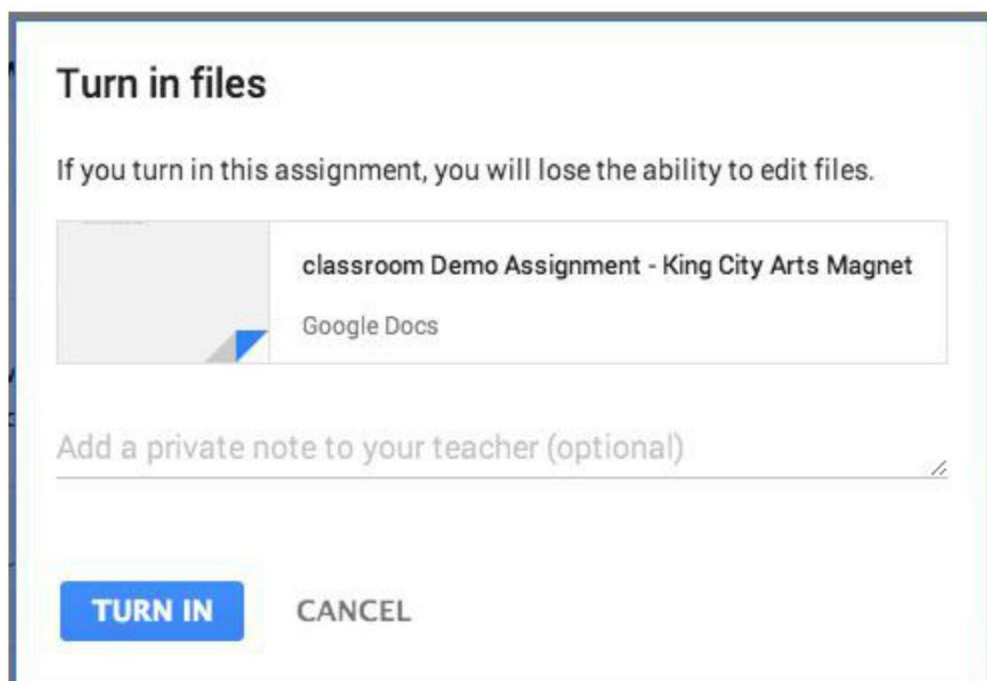 Turn in files
If you turn in this assignment, you will lose the ability to edit files.
classroom Demo Assignment - King City Arts Magnet
Google Docs
Add a private note to your teacher (optional)
TURN IN CANCEL